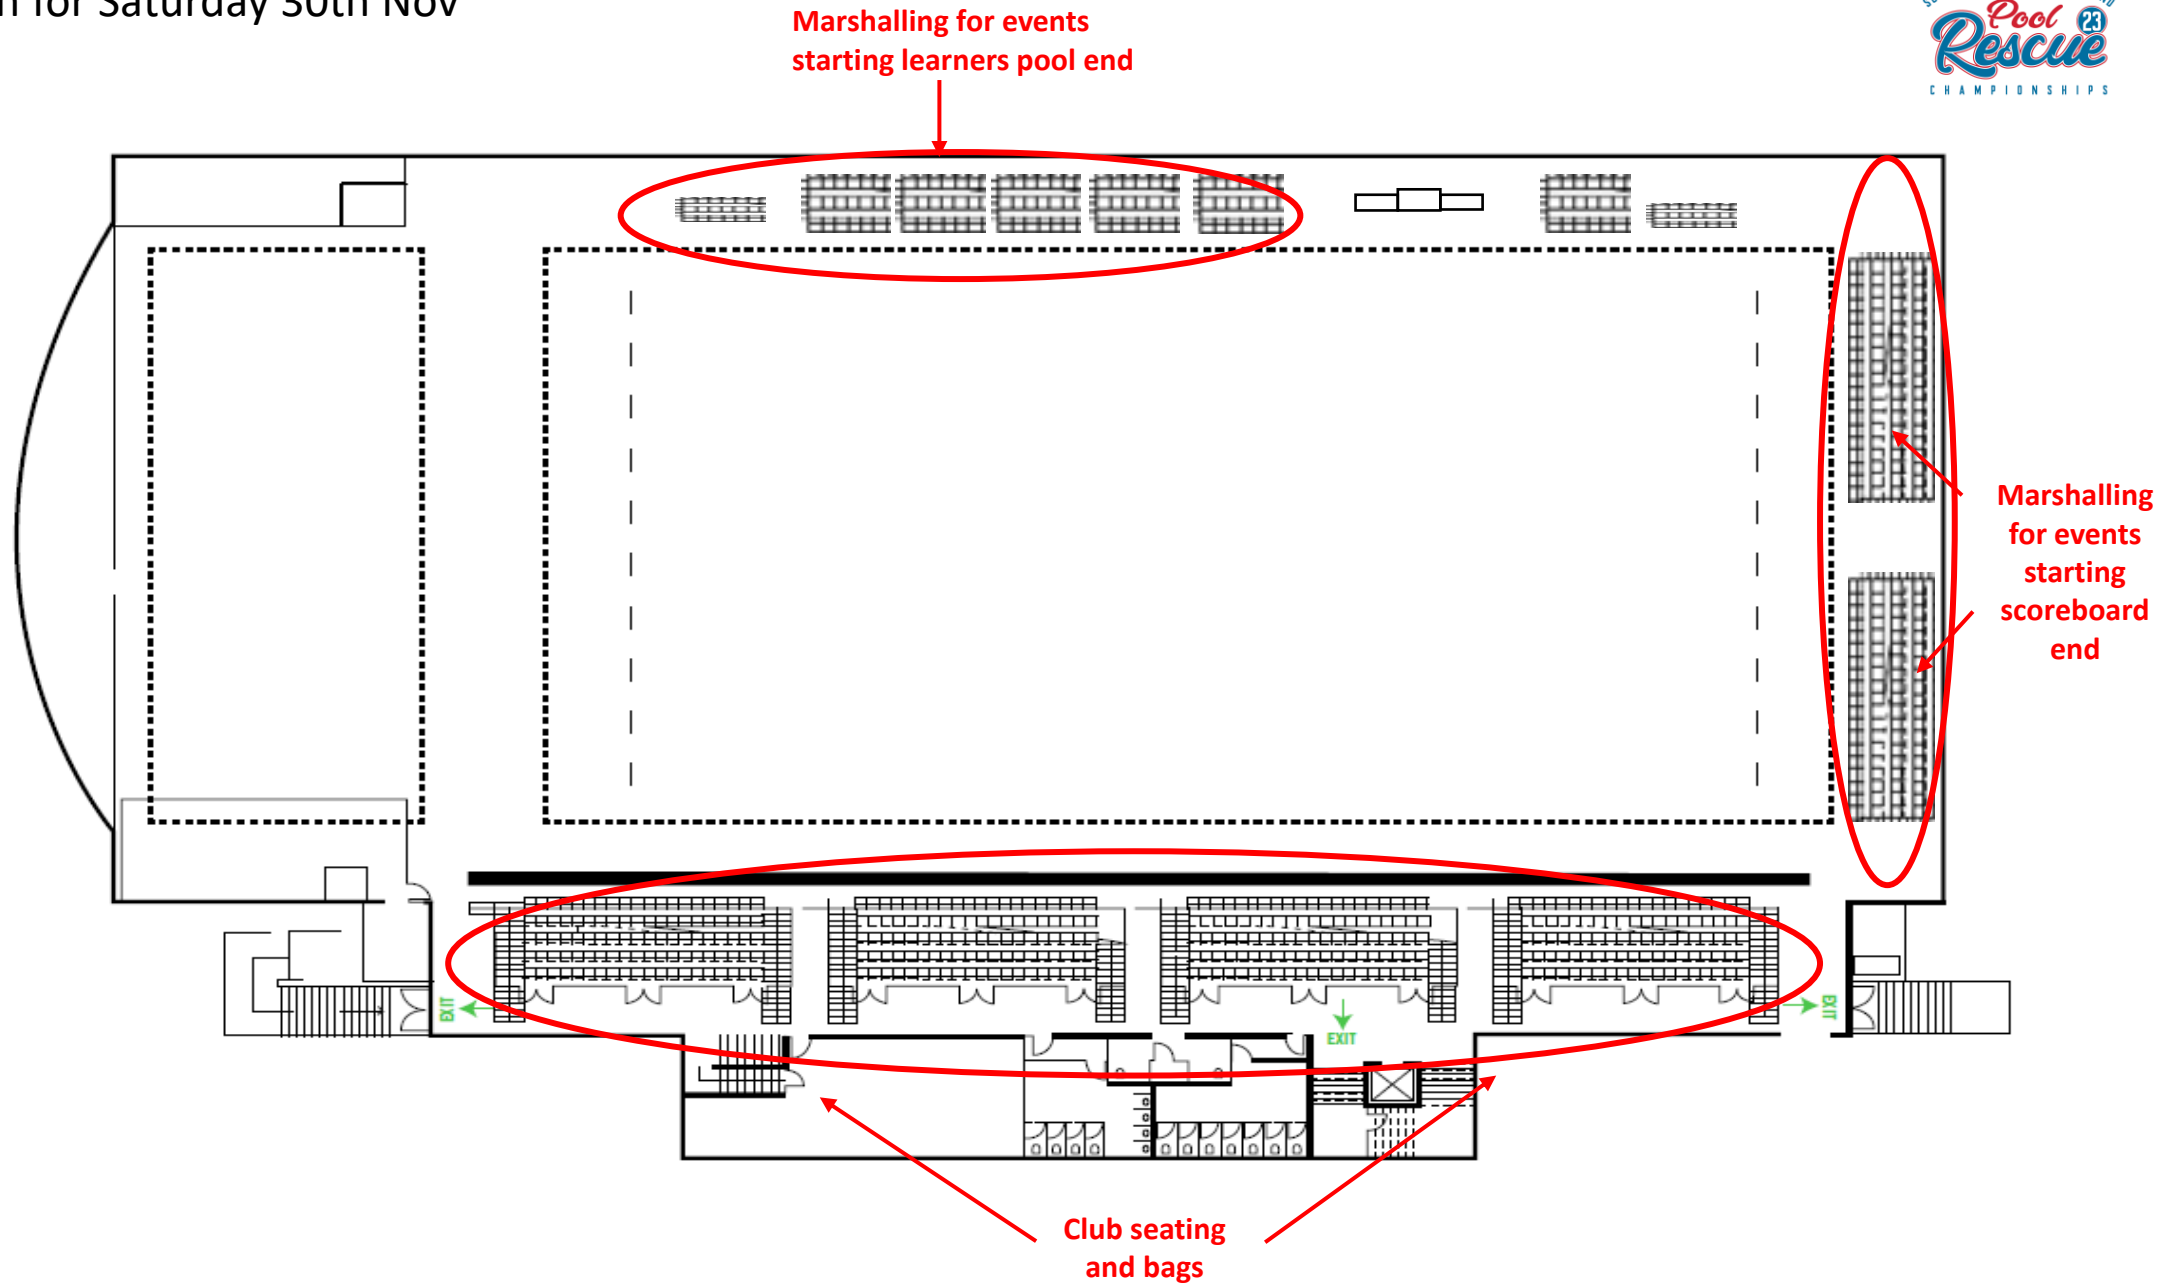 for Saturday 30th Nov
Pool 23
Rescue
CHAMPIONSHIPS
Marshalling for events
starting learners pool end
Marshalling
for events
starting
scoreboard
end
EXIT
EXIT
EXIT
Club seating
and bags